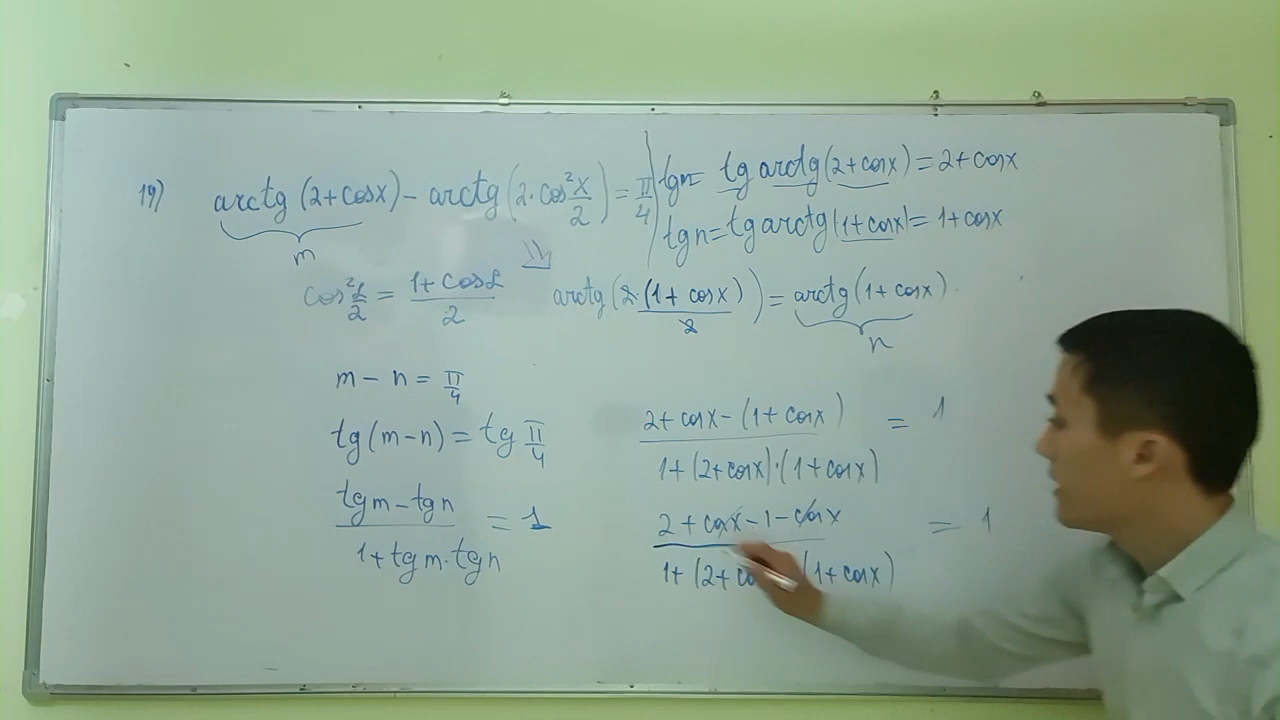 19) arctg (2+cosx) - arctg (2·cos²x/2) = π/4
m
tgm = tg arctg(2+cosx) = 2+cosx
tgn = tg arctg(1+cosx) = 1+cosx
cos²α/2 = (1+cosα)/2
⇓
arctg (2·(1+cosx)/2) = arctg (1+cosx)
n
m - n = π/4
tg(m-n) = tg π/4
(tgm - tgn)/(1+tgm·tgn) = 1
(2+cosx-(1+cosx))/(1+(2+cosx)·(1+cosx)) = 1
(2+cosx-1-cosx)/(1+(2+co (1+cosx)) = 1